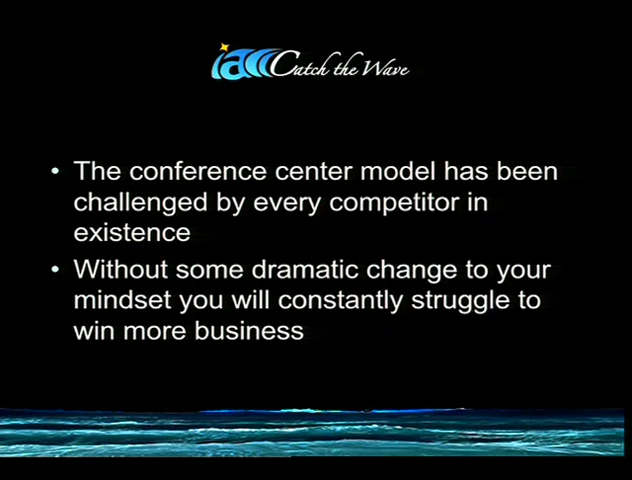 iacc Catch the Wave
• The conference center model has been
challenged by every competitor in
existence
• Without some dramatic change to your
mindset you will constantly struggle to
win more business